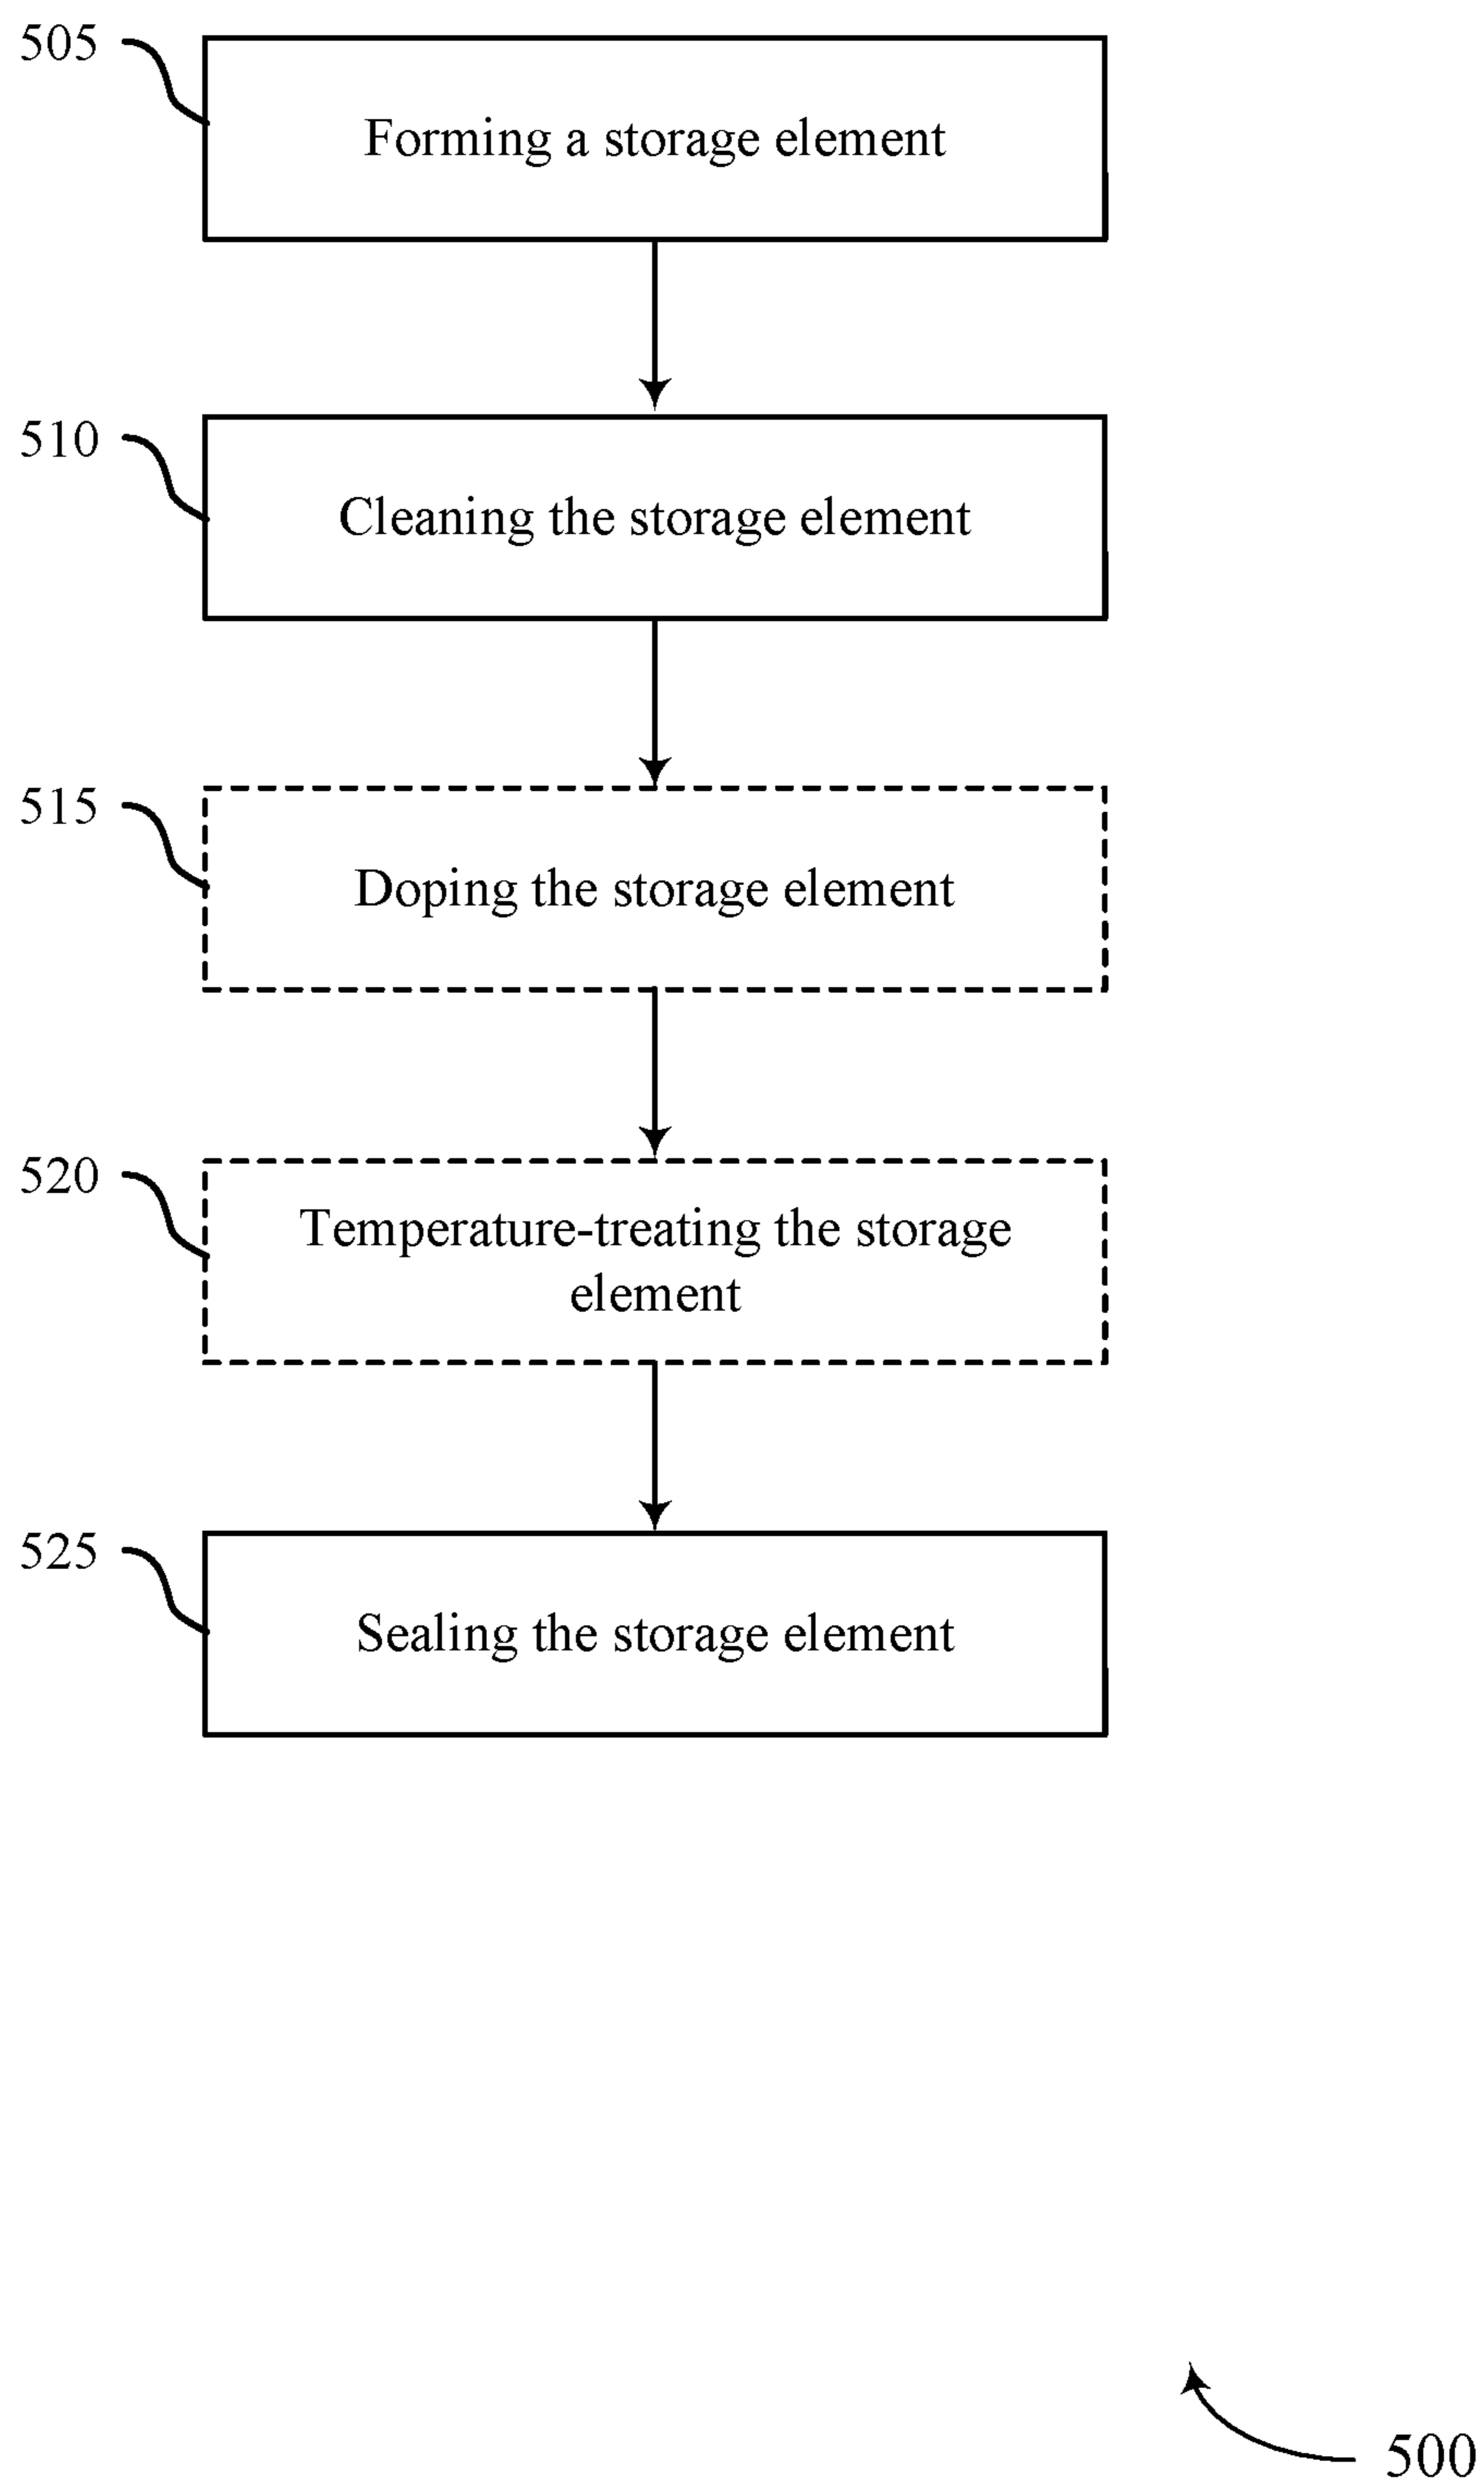 505
Forming a storage element
510
Cleaning the storage element
515
Doping the storage element
520
Temperature-treating the storage
element
525
Sealing the storage element
500